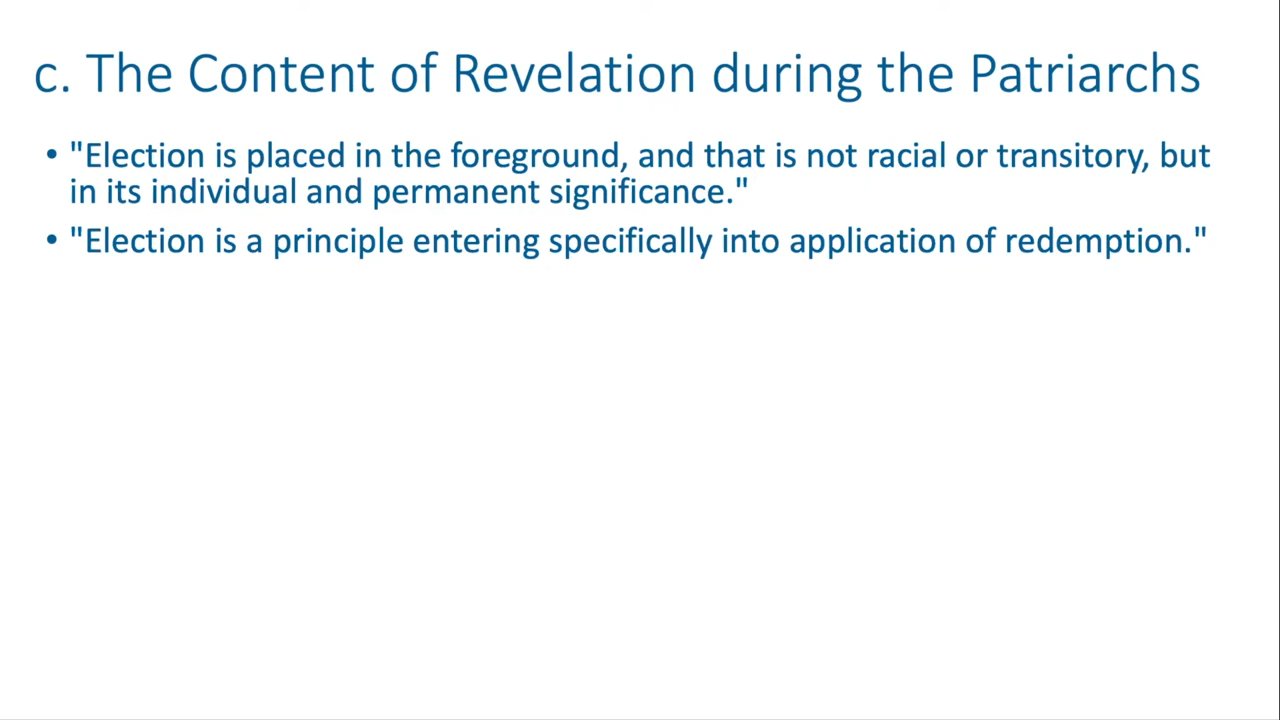 c. The Content of Revelation during the Patriarchs
• "Election is placed in the foreground, and that is not racial or transitory, but
in its individual and permanent significance."
• "Election is a principle entering specifically into application of redemption."